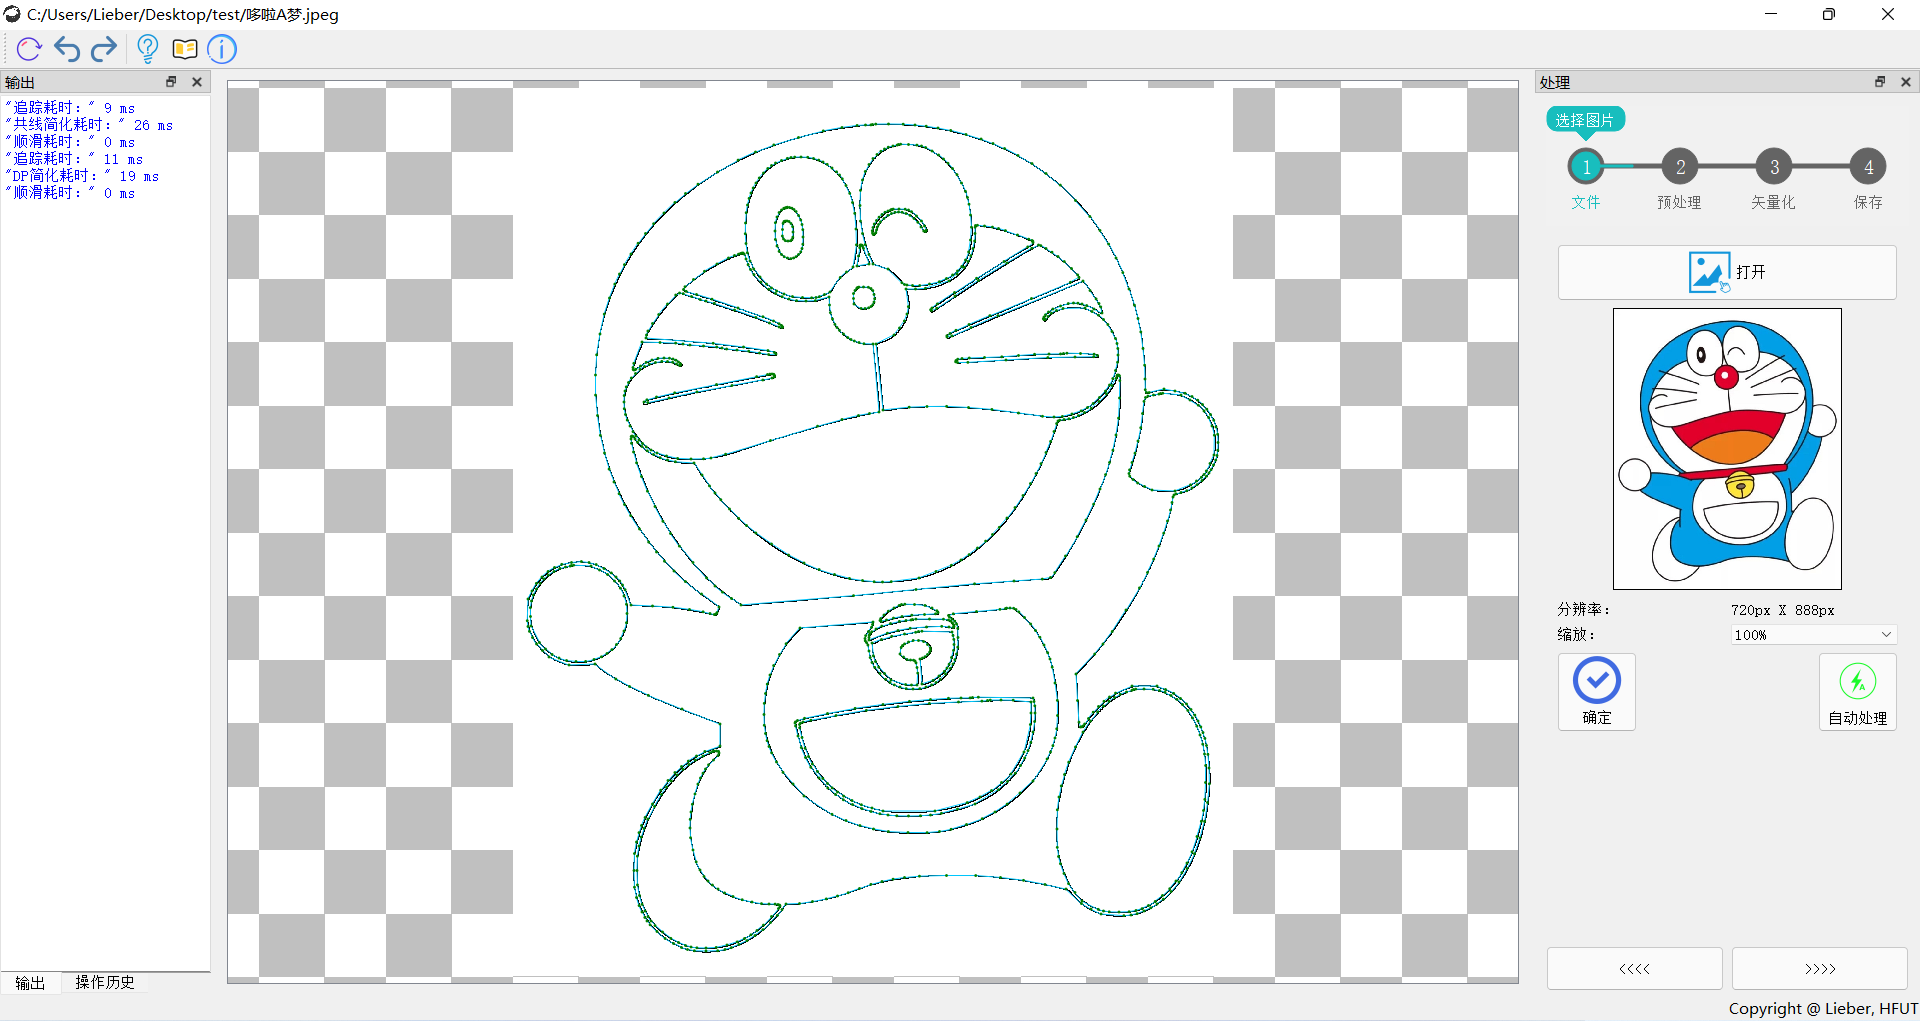 C:/Users/Lieber/Desktop/test/哆啦A梦.jpeg
输出
"追踪耗时：" 9 ms
"共线简化耗时：" 26 ms
"顺滑耗时：" 0 ms
"追踪耗时：" 11 ms
"DP简化耗时：" 19 ms
"顺滑耗时：" 0 ms
输出
操作历史
处理
选择图片
1
2
3
4
文件
预处理
矢量化
保存
打开
分辨率：
720px X 888px
缩放：
100%
确定
自动处理
<<<<
>>>>
Copyright @ Lieber, HFUT